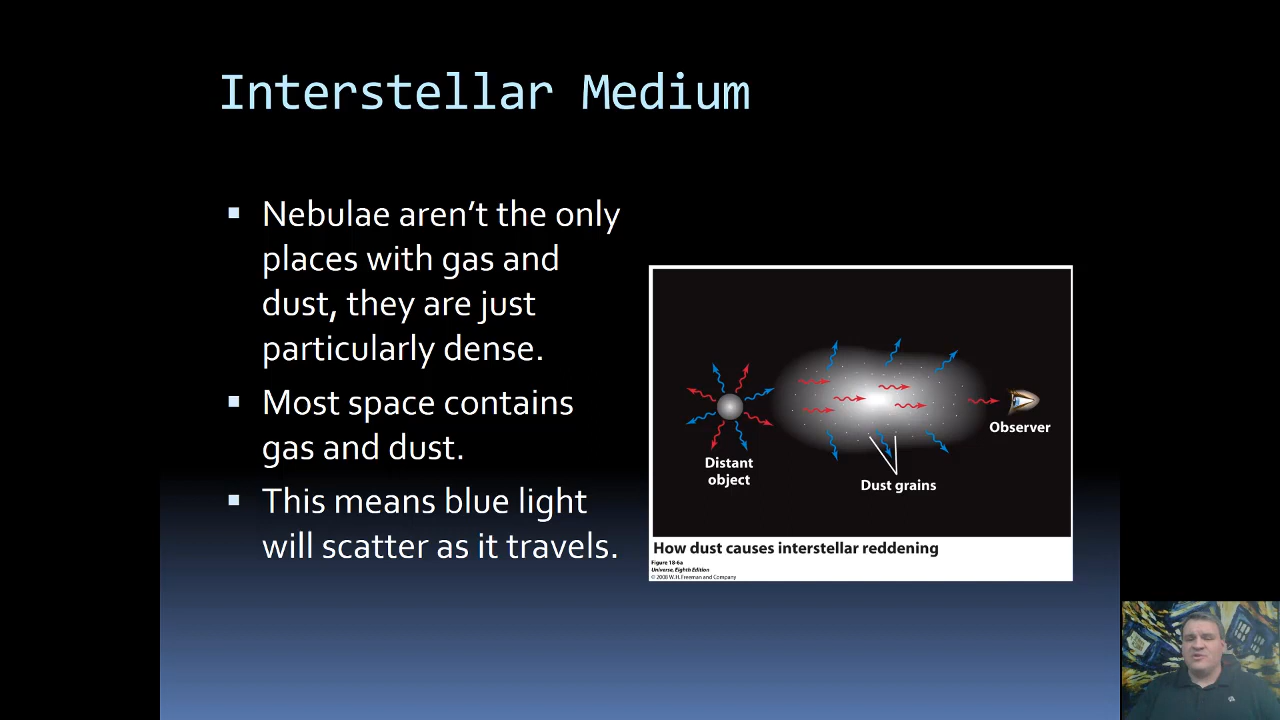 Interstellar Medium
Nebulae aren’t the only
places with gas and
dust, they are just
particularly dense.
Most space contains
gas and dust.
This means blue light
will scatter as it travels.
Distant
object
Dust grains
Observer
How dust causes interstellar reddening
Figure 18-6a
Universe, Eighth Edition
© 2008 W. H. Freeman and Company